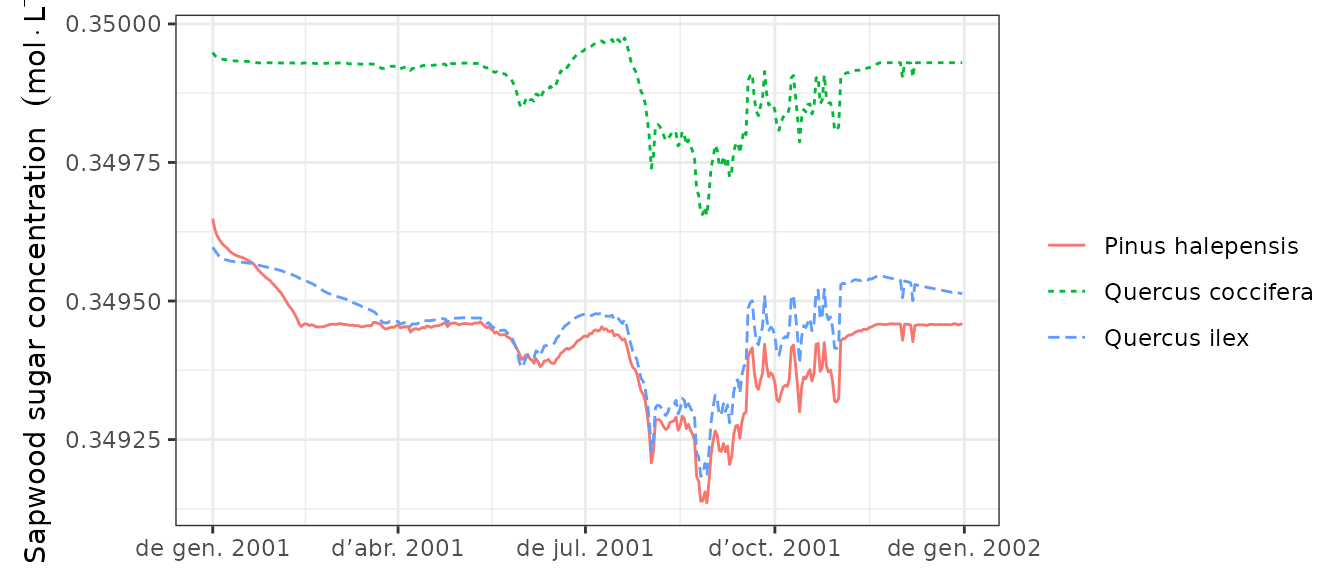 Sapwood sugar concentration (mol·L
0.35000
0.34975
0.34950
0.34925
de gen. 2001
d’abr. 2001
de jul. 2001
d’oct. 2001
de gen. 2002
Pinus halepensis
Quercus coccifera
Quercus ilex